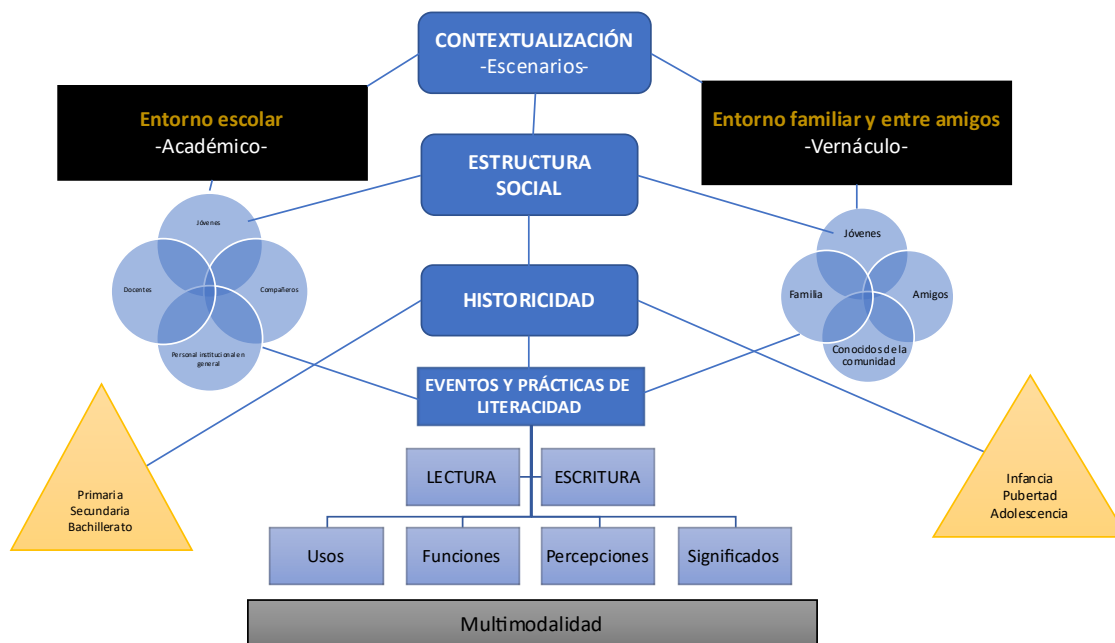 CONTEXTUALIZACIÓN
-Escenarios-
Entorno escolar
-Académico-
Entorno familiar y entre amigos
-Vernáculo-
ESTRUCTURA
SOCIAL
Jóvenes
Docentes
Compañeros
Personal institucional en
general
Jóvenes
Familia
Amigos
Conocidos de la
comunidad
HISTORICIDAD
EVENTOS Y PRÁCTICAS DE
LITERACIDAD
Primaria
Secundaria
Bachillerato
Infancia
Pubertad
Adolescencia
LECTURA
ESCRITURA
Usos
Funciones
Percepciones
Significados
Multimodalidad